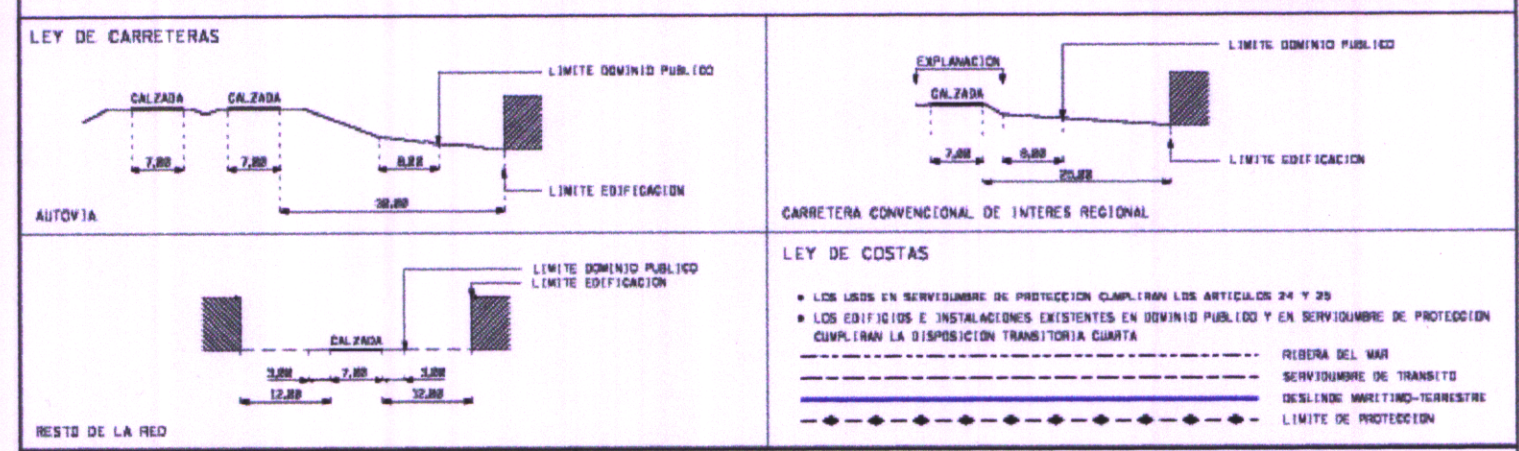 LEY DE CARRETERAS
LIMITE DOMINIO PUBLICO
CALZADA CALZADA
7,00 7,00 8,00
LIMITE EDIFICACION
30,00
AUTOVIA
LIMITE DOMINIO PUBLICO
EXPLANACION
CALZADA
7,00 8,00
LIMITE EDIFICACION
CARRETERA CONVENCIONAL DE INTERES REGIONAL
LIMITE DOMINIO PUBLICO
LIMITE EDIFICACION
CALZADA
3,00 7,00 3,00
12,00 12,00
RESTO DE LA RED
LEY DE COSTAS
• LOS USOS EN SERVIDUMBRE DE PROTECCION CUMPLIRAN LOS ARTICULOS 24 Y 25
• LOS EDIFICIOS E INSTALACIONES EXISTENTES EN DOMINIO PUBLICO Y EN SERVIDUMBRE DE PROTECCION
CUMPLIRAN LA DISPOSICION TRANSITORIA CUARTA
RIBERA DEL MAR
SERVIDUMBRE DE TRANSITO
DESLINDE MARITIMO-TERRESTRE
LIMITE DE PROTECCION